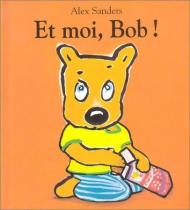 Alex Sanders
Et moi, Bob !